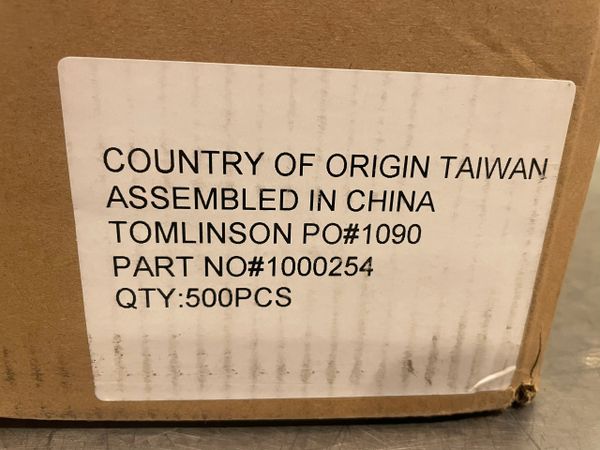 COUNTRY OF ORIGIN TAIWAN
ASSEMBLED IN CHINA
TOMLINSON PO#1090
PART NO#1000254
QTY:500PCS